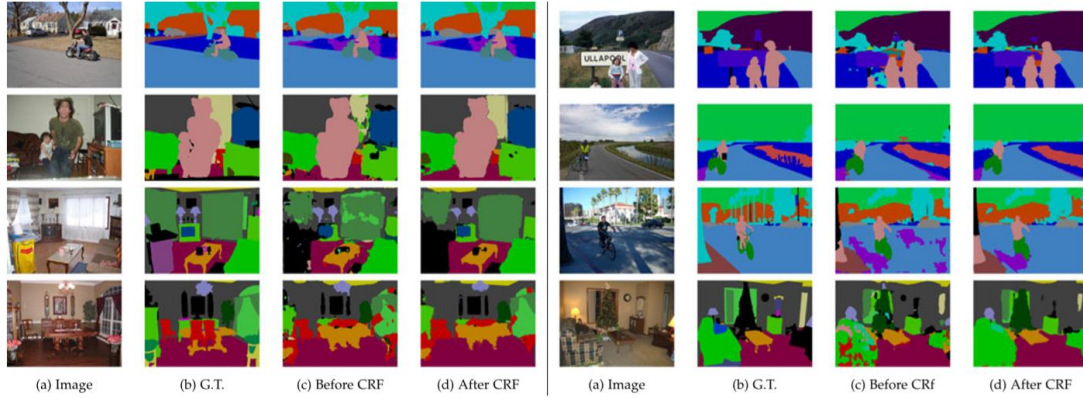 ULLAPOOL
(a) Image (b) G.T. (c) Before CRF (d) After CRF
(a) Image (b) G.T. (c) Before CRf (d) After CRF